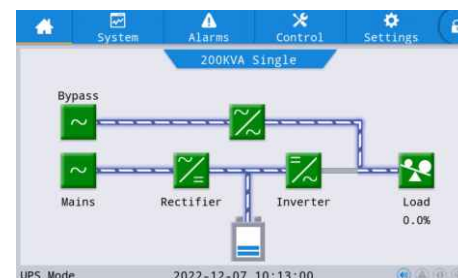 System Alarms Control Settings
200KVA Single
Bypass
Mains Rectifier Inverter Load
0.0%
UPS Mode 2022-12-07 10:13:00